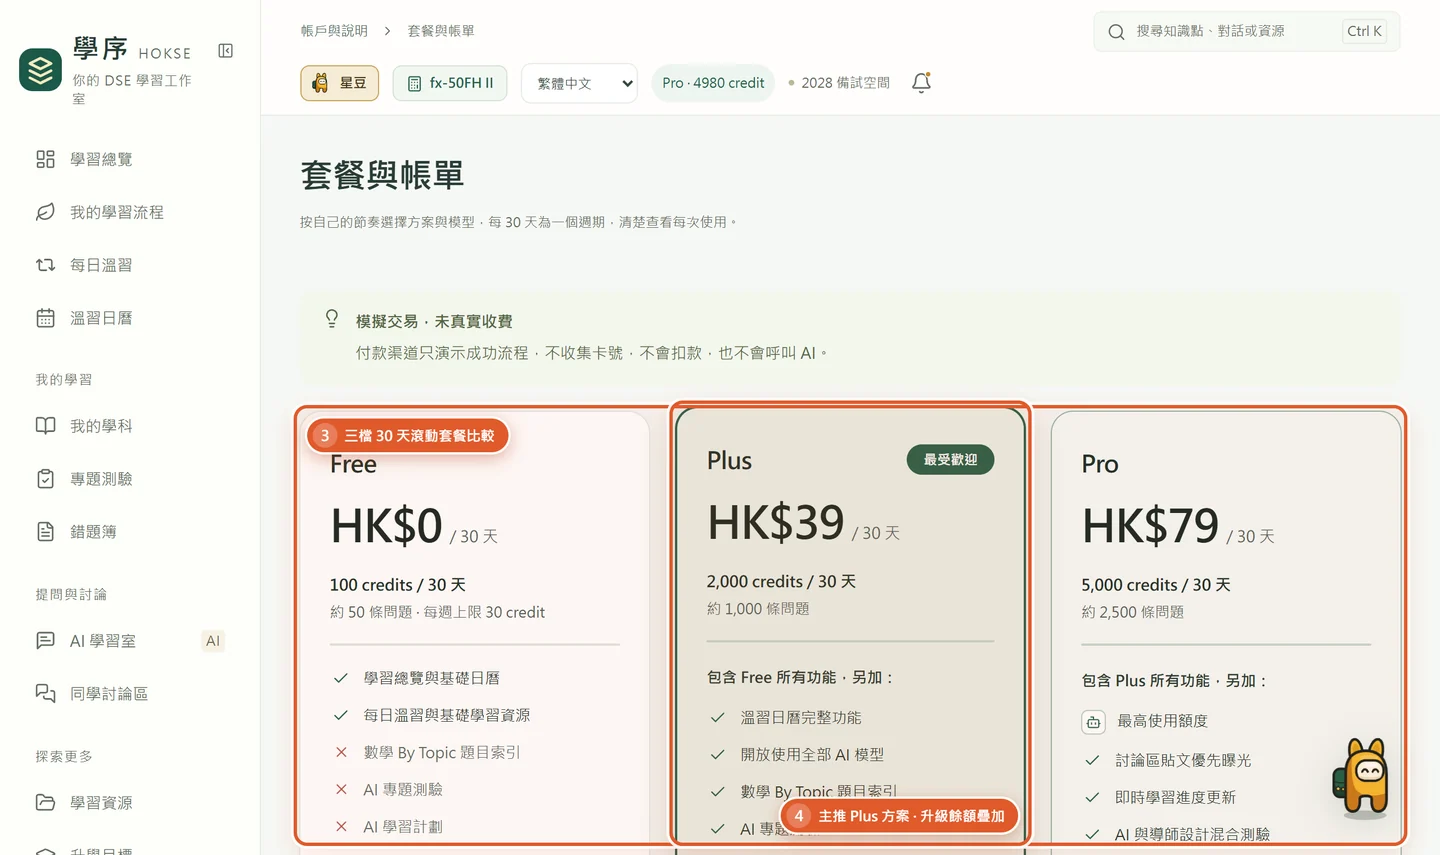 學序 HOKSE
你的 DSE 學習工作
室
學習總覽
我的學習流程
每日溫習
溫習日曆
我的學習
我的學科
專題測驗
錯題簿
提問與討論
AI 學習室
AI
同學討論區
探索更多
學習資源
升學目標
帳戶與說明 > 套餐與帳單
搜尋知識點、對話或資源
Ctrl K
星豆
fx-50FH II
繁體中文
Pro · 4980 credit
2028 備試空間
套餐與帳單
按自己的節奏選擇方案與模型，每 30 天為一個週期，清楚查看每次使用。
模擬交易，未真實收費
付款渠道只演示成功流程，不收集卡號，不會扣款，也不會呼叫 AI。
3 三檔 30 天滾動套餐比較
Free
HK$0 / 30 天
100 credits / 30 天
約 50 條問題 · 每週上限 30 credit
學習總覽與基礎日曆
每日溫習與基礎學習資源
數學 By Topic 題目索引
AI 專題測驗
AI 學習計劃
Plus
最受歡迎
HK$39 / 30 天
2,000 credits / 30 天
約 1,000 條問題
包含 Free 所有功能，另加：
溫習日曆完整功能
開放使用全部 AI 模型
數學 By Topic 題目索引
AI 專題
4 主推 Plus 方案 · 升級餘額疊加
Pro
HK$79 / 30 天
5,000 credits / 30 天
約 2,500 條問題
包含 Plus 所有功能，另加：
最高使用額度
討論區貼文優先曝光
即時學習進度更新
AI 與導師設計混合測驗